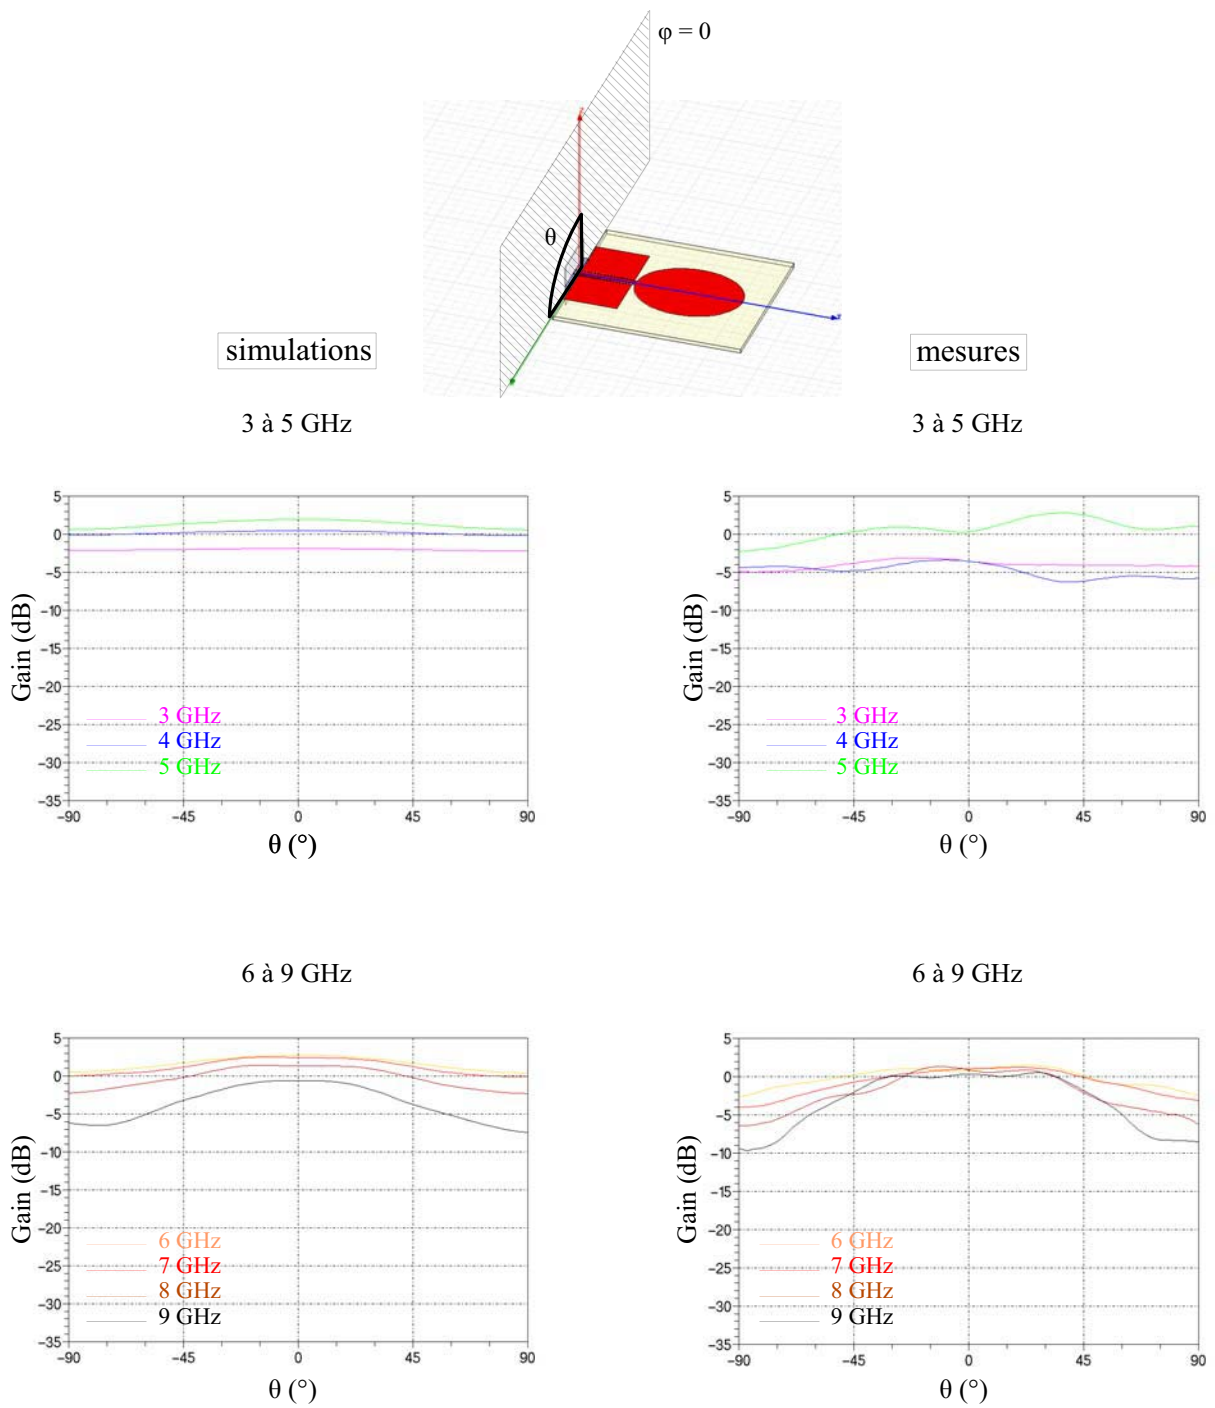 φ = 0
θ
simulations
mesures
3 à 5 GHz
3 à 5 GHz
5
0
−5
−10
−15
−20
−25
−30
−35
Gain (dB)
3 GHz
4 GHz
5 GHz
−90
−45
0
45
90
θ (°)
5
0
−5
−10
−15
−20
−25
−30
−35
Gain (dB)
3 GHz
4 GHz
5 GHz
−90
−45
0
45
90
θ (°)
6 à 9 GHz
6 à 9 GHz
5
0
−5
−10
−15
−20
−25
−30
−35
Gain (dB)
6 GHz
7 GHz
8 GHz
9 GHz
−90
−45
0
45
90
θ (°)
5
0
−5
−10
−15
−20
−25
−30
−35
Gain (dB)
6 GHz
7 GHz
8 GHz
9 GHz
−90
−45
0
45
90
θ (°)